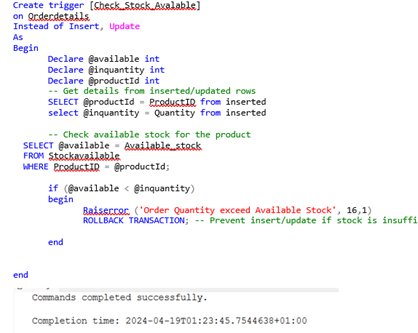 Create trigger [Check_Stock_Avalable]
on Orderdetails
Instead of Insert, Update
As
Begin
Declare @available int
Declare @inquantity int
Declare @productId int
-- Get details from inserted/updated rows
SELECT @productId = ProductID from inserted
select @inquantity = Quantity from inserted
-- Check available stock for the product
SELECT @available = Available_stock
FROM Stockavailable
WHERE ProductID = @productId;
if (@available < @inquantity)
begin
Raiserror ('Order Quantity exceed Available Stock', 16,1)
ROLLBACK TRANSACTION; -- Prevent insert/update if stock is insuffi
end
end
Commands completed successfully.
Completion time: 2024-04-19T01:23:45.7544638+01:00